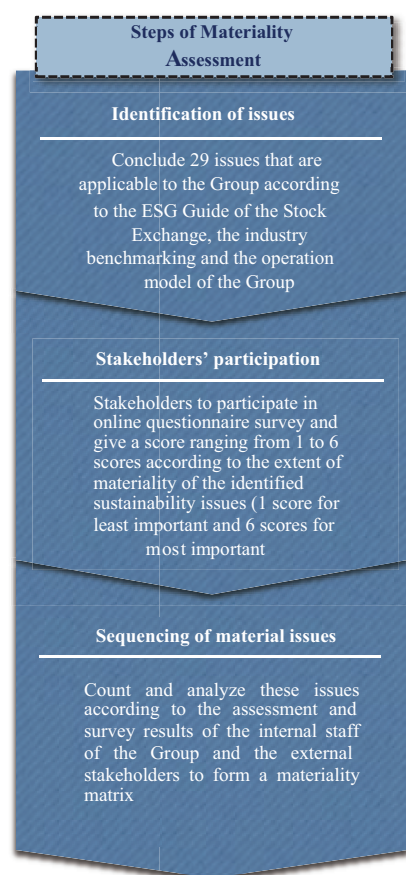 Steps of Materiality
Assessment
Identification of issues
Conclude 29 issues that are
applicable to the Group according
to the ESG Guide of the Stock
Exchange, the industry
benchmarking and the operation
model of the Group
Stakeholders' participation
Stakeholders to participate in
online questionnaire survey and
give a score ranging from 1 to 6
scores according to the extent of
materiality of the identified
sustainability issues (1 score for
least important and 6 scores for
most important
Sequencing of material issues
Count and analyze these issues
according to the assessment and
survey results of the internal staff
of the Group and the external
stakeholders to form a materiality
matrix